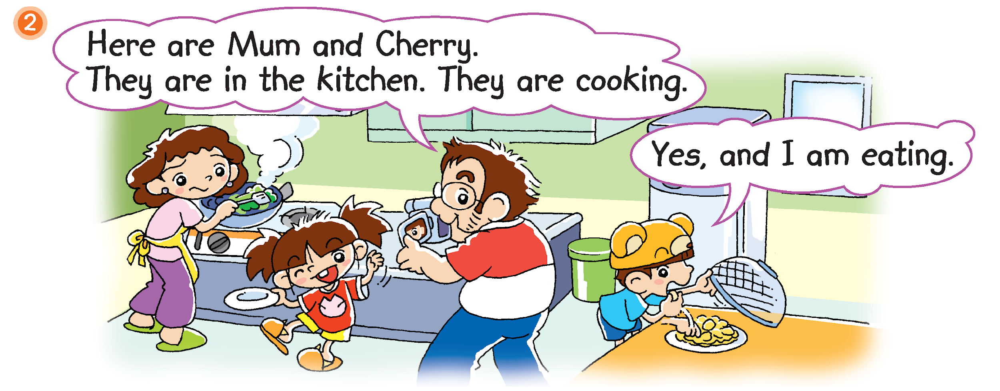 2
Here are Mum and Cherry.
They are in the kitchen. They are cooking.
Yes, and I am eating.